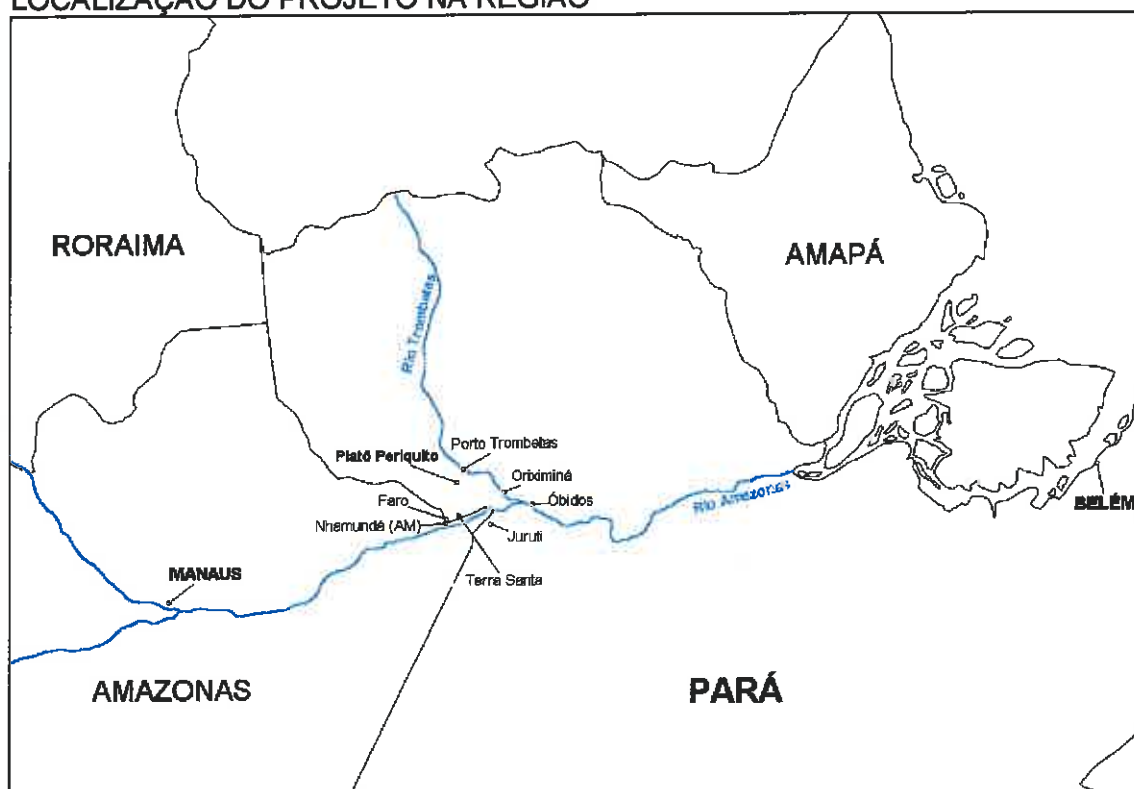 LOCALIZAÇÃO DO PROJETO NA REGIÃO
RORAIMA
AMAPÁ
Rio Trombetas
Porto Trombetas
Platô Periquito
Oriximiná
Faro
Óbidos
Rio Amazonas
BELÉM
Nhamundá (AM)
Juruti
Terra Santa
MANAUS
AMAZONAS
PARÁ